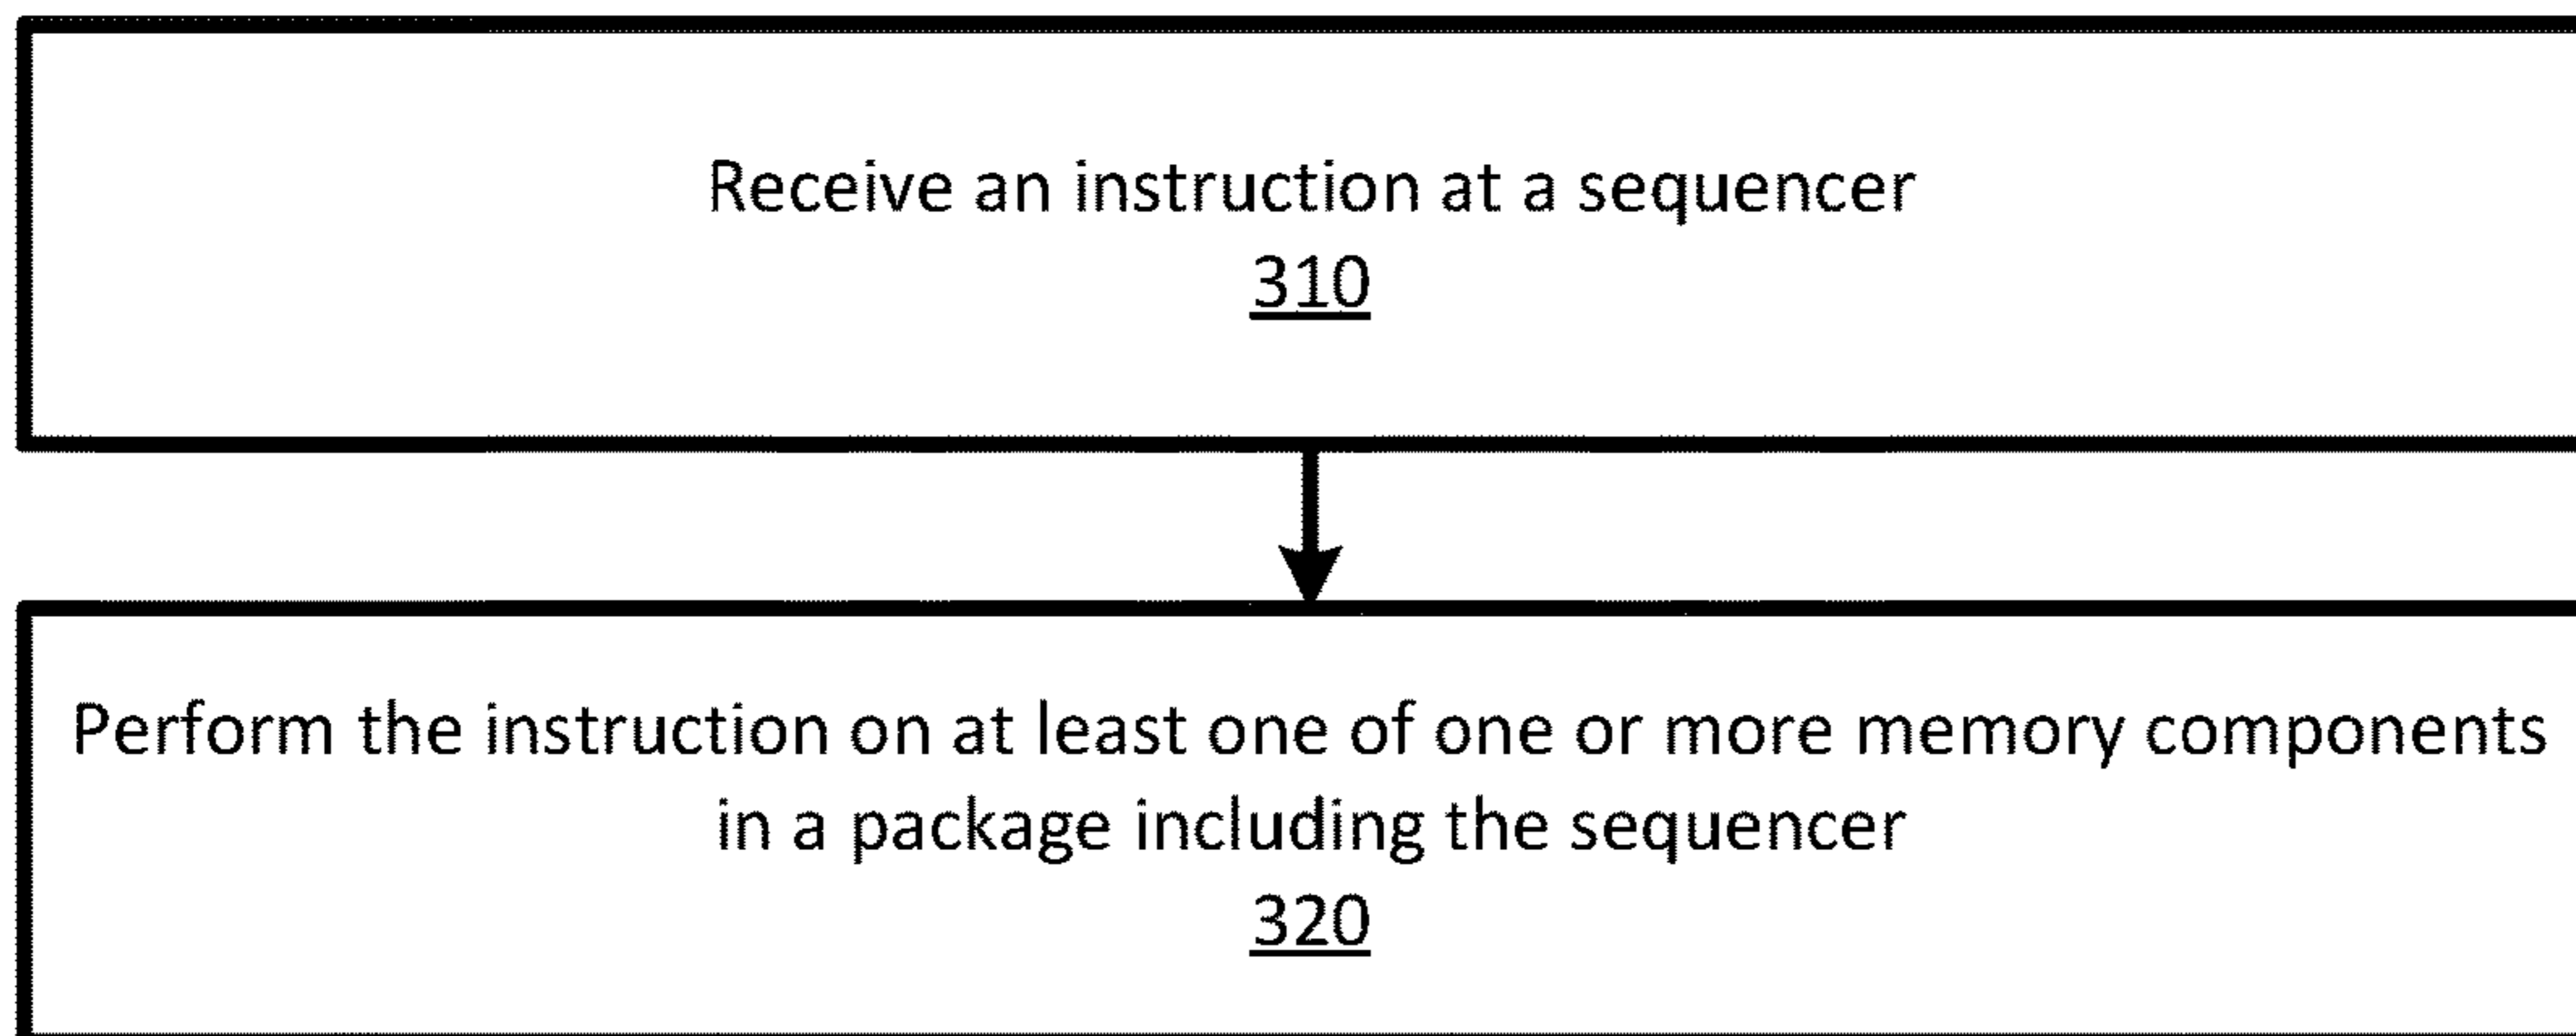 Receive an instruction at a sequencer
310
Perform the instruction on at least one of one or more memory components
in a package including the sequencer
320